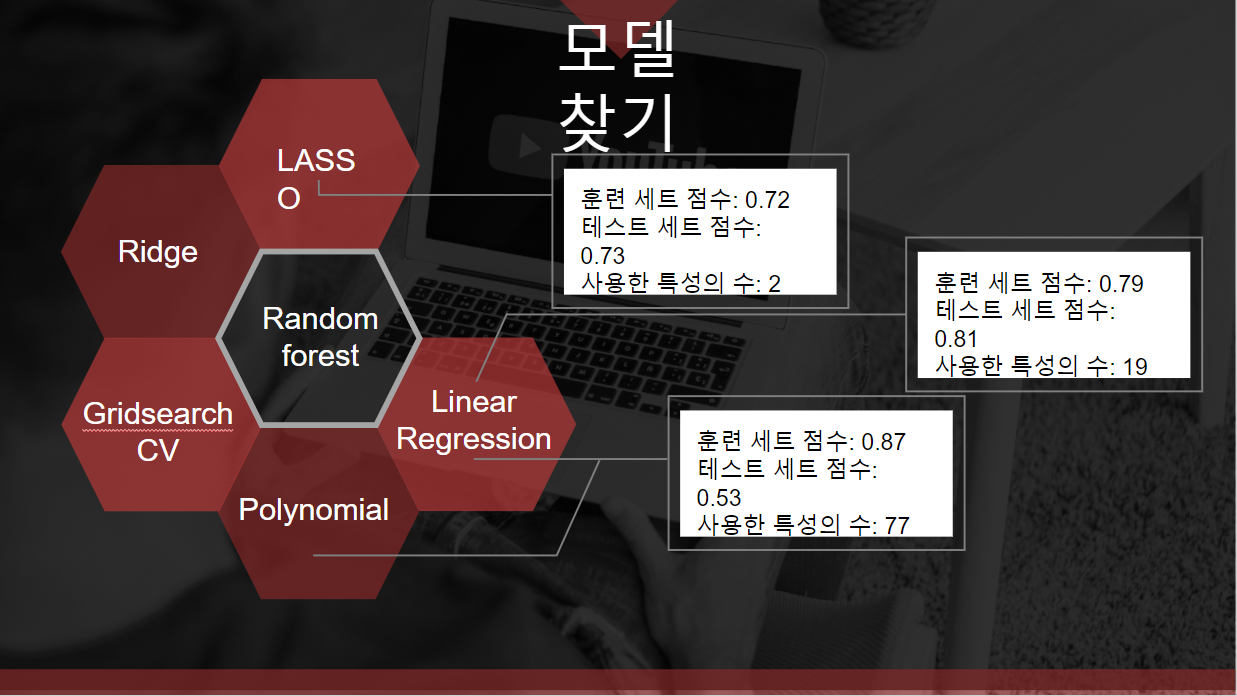 모델
찾기
YouTube
LASS
O
Ridge
Random
forest
Gridsearch
CV
Linear
Regression
Polynomial
훈련 세트 점수: 0.72
테스트 세트 점수:
0.73
사용한 특성의 수: 2
훈련 세트 점수: 0.79
테스트 세트 점수:
0.81
사용한 특성의 수: 19
훈련 세트 점수: 0.87
테스트 세트 점수:
0.53
사용한 특성의 수: 77